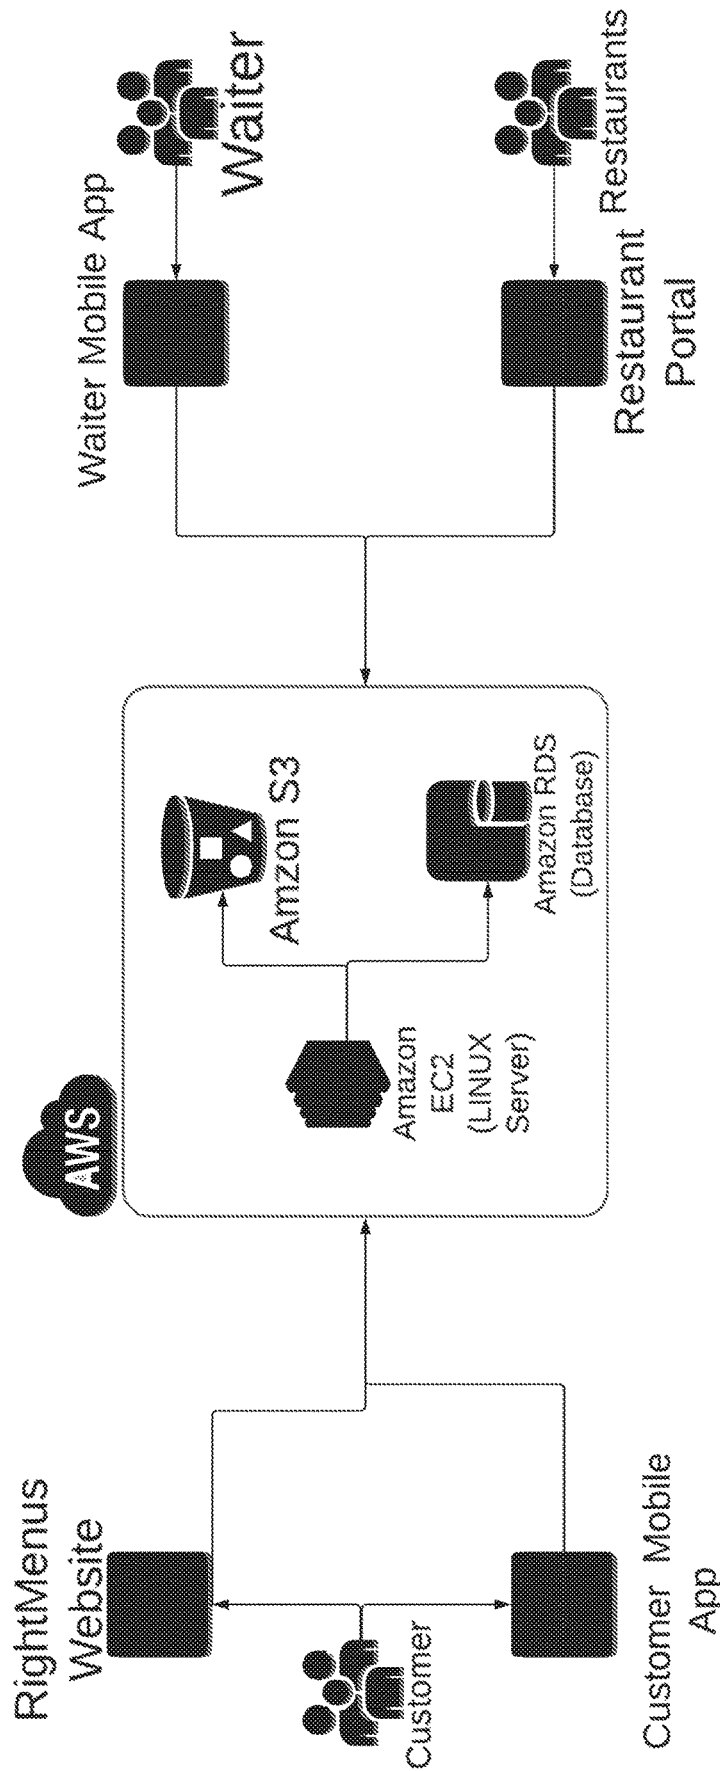 RightMenus
Website
Customer
Customer Mobile
App
AWS
Amazon
EC2
(LINUX
Server)
Amzon S3
Amazon RDS
(Database)
Waiter Mobile App
Waiter
Restaurant
Portal
Restaurants